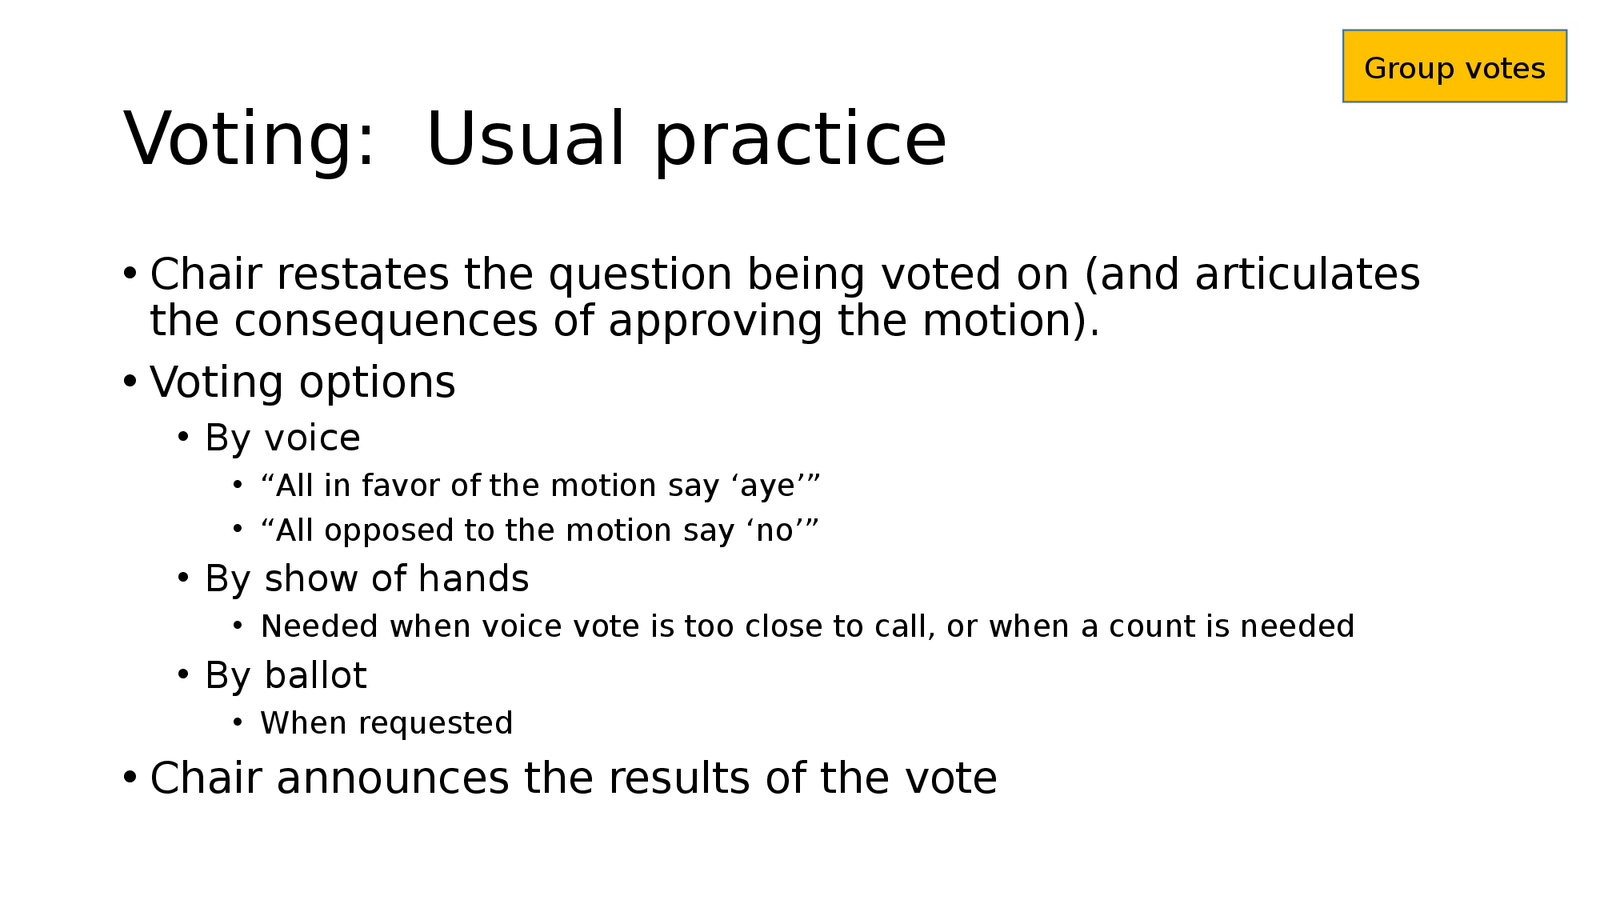 Group votes
Voting:  Usual practice
• Chair restates the question being voted on (and articulates
the consequences of approving the motion).
• Voting options
• By voice
• “All in favor of the motion say ‘aye’”
• “All opposed to the motion say ‘no’”
• By show of hands
• Needed when voice vote is too close to call, or when a count is needed
• By ballot
• When requested
• Chair announces the results of the vote